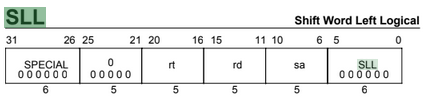 SLL
Shift Word Left Logical
31 26 25 21 20 16 15 11 10 6 5 0
SPECIAL 0 rt rd sa SLL
000000 00000 000000
6 5 5 5 5 6